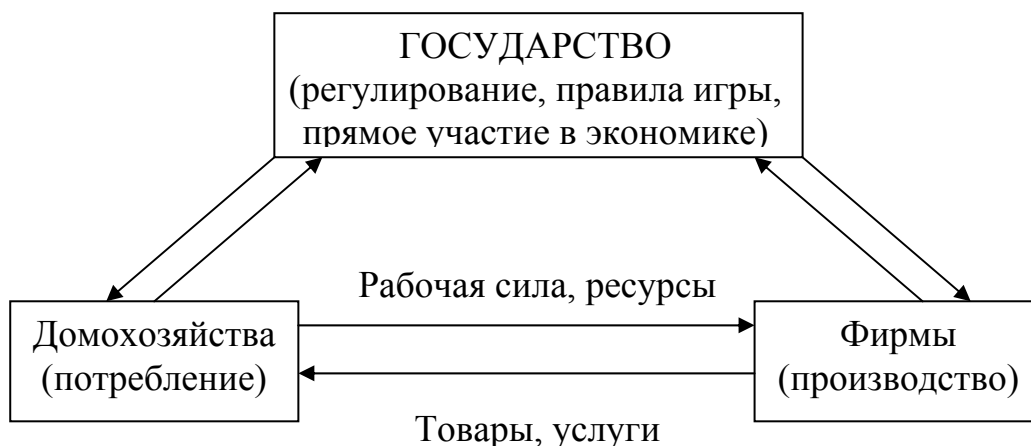 ГОСУДАРСТВО
(регулирование, правила игры,
прямое участие в экономике)
Рабочая сила, ресурсы
Домохозяйства
(потребление)
Фирмы
(производство)
Товары, услуги